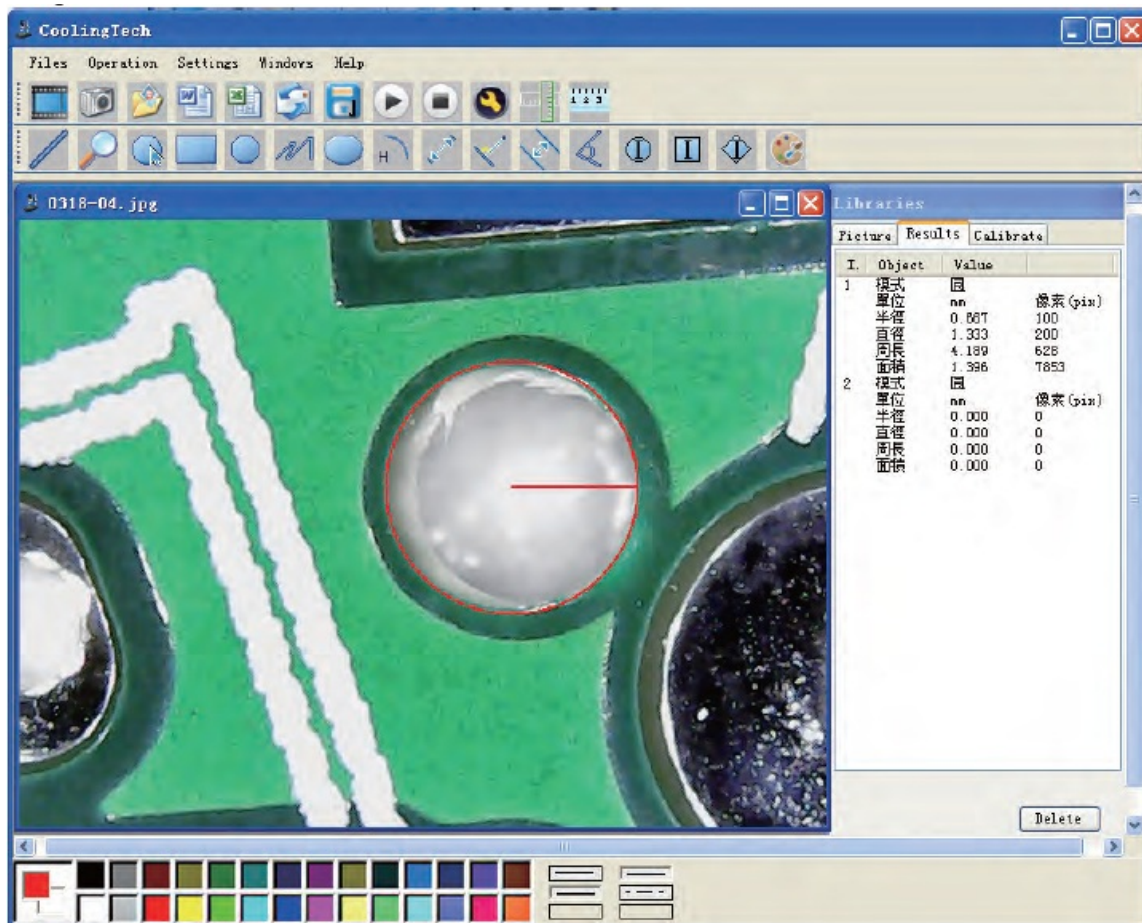 CoolingTech
Files Operation Settings Windows Help
1 2 3
H
0318-04.jpg
Libraries
Picture Results Calibrate
I. Object Value
1 模式 圆
單位 mm 像素(pix)
半徑 0.667 100
直徑 1.333 200
周長 4.189 628
面積 1.396 7853
2 模式 圆
單位 mm 像素(pix)
半徑 0.000 0
直徑 0.000 0
周長 0.000 0
面積 0.000 0
Delete